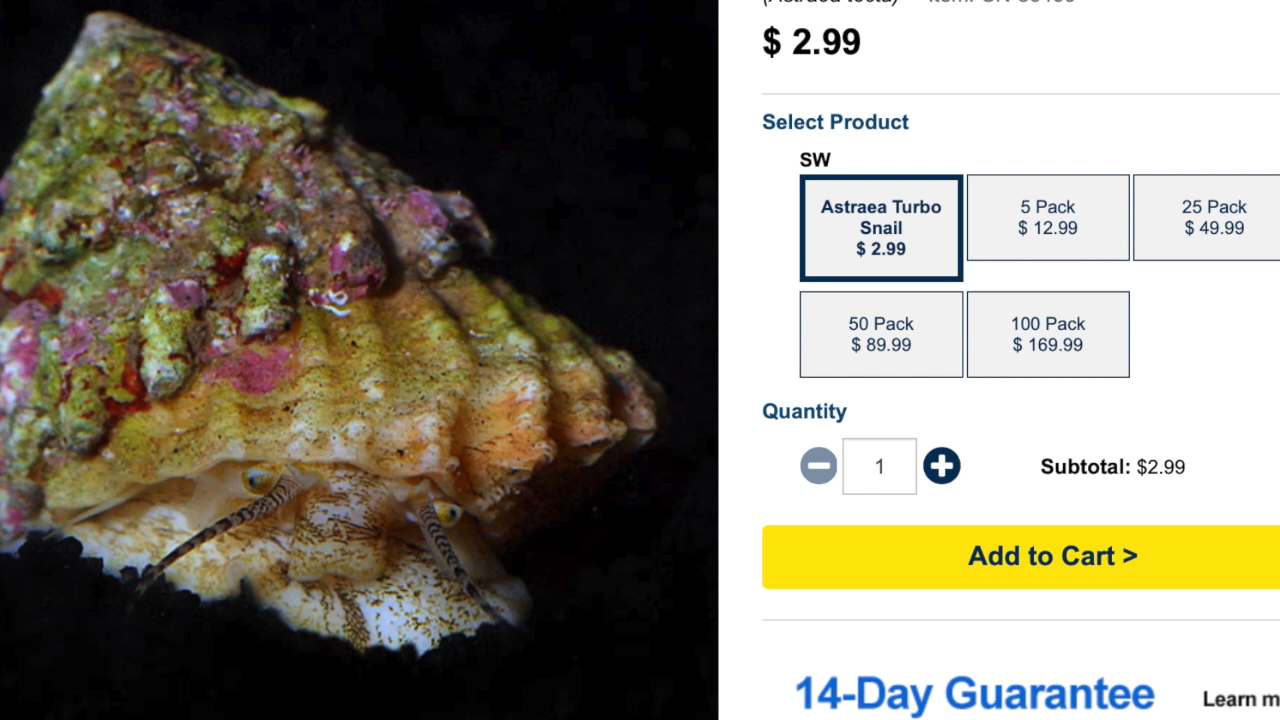 $ 2.99
Select Product
SW
Astraea Turbo
Snail
$ 2.99
5 Pack
$ 12.99
25 Pack
$ 49.99
50 Pack
$ 89.99
100 Pack
$ 169.99
Quantity
1
Subtotal: $2.99
Add to Cart >
14-Day Guarantee
Learn m